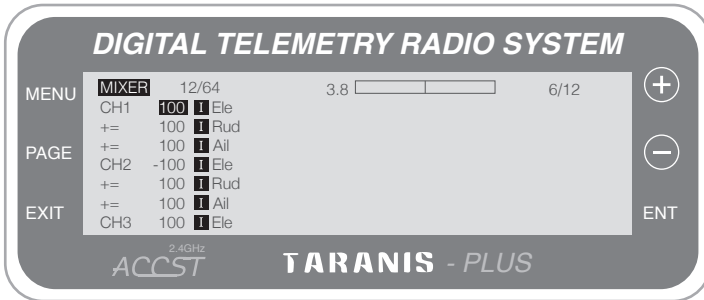 DIGITAL TELEMETRY RADIO SYSTEM
MENU
PAGE
EXIT
MIXER 12/64 3.8 6/12
CH1 100 I Ele
+= 100 I Rud
+= 100 I Ail
CH2 -100 I Ele
+= 100 I Rud
+= 100 I Ail
CH3 100 I Ele
+
−
ENT
2.4GHz
ACCST
TARANIS - PLUS